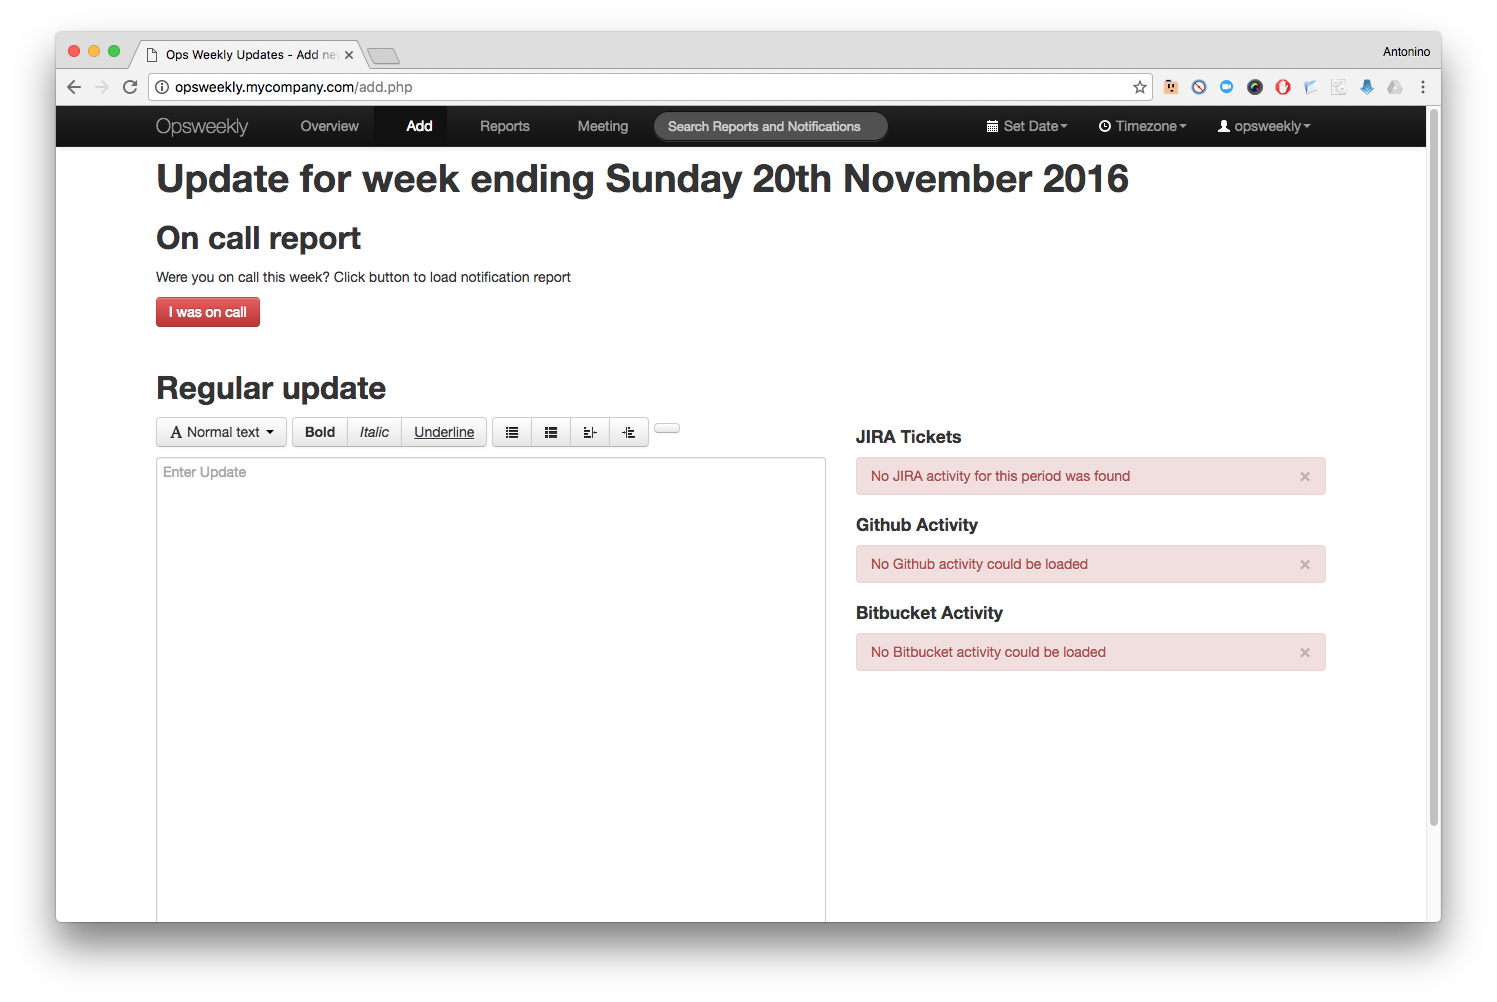 Ops Weekly Updates - Add ne
Antonino
opsweekly.mycompany.com/add.php
Opsweekly Overview Add Reports Meeting Search Reports and Notifications Set Date Timezone opsweekly
Update for week ending Sunday 20th November 2016
On call report
Were you on call this week? Click button to load notification report
I was on call
Regular update
A Normal text Bold Italic Underline
Enter Update
JIRA Tickets
No JIRA activity for this period was found ×
Github Activity
No Github activity could be loaded ×
Bitbucket Activity
No Bitbucket activity could be loaded ×